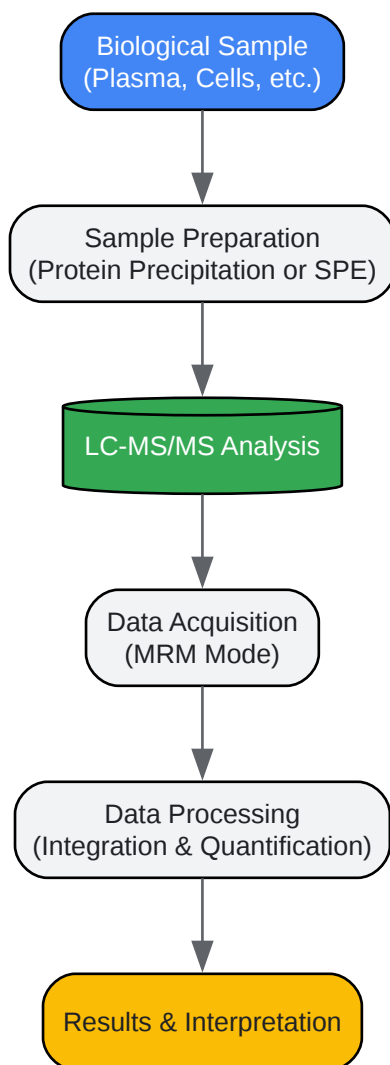 Biological Sample
(Plasma, Cells, etc.)
Sample Preparation
(Protein Precipitation or SPE)
LC-MS/MS Analysis
Data Acquisition
(MRM Mode)
Data Processing
(Integration & Quantification)
Results & Interpretation